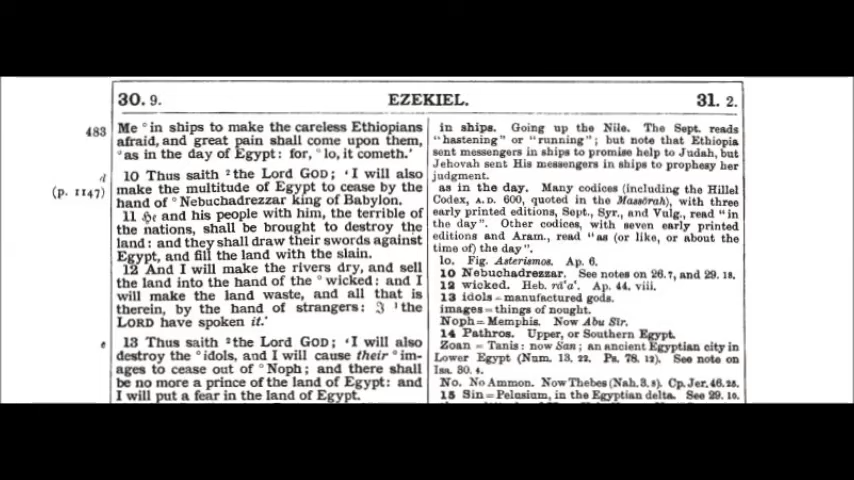 30. 9. EZEKIEL. 31. 2.
483
Me °in ships to make the careless Ethiopians
afraid, and great pain shall come upon them,
°as in the day of Egypt: for, °lo, it cometh.'
d
(p. 1147)
10 Thus saith ²the Lord GOD; 'I will also
make the multitude of Egypt to cease by the
hand of °Nebuchadrezzar king of Babylon.
11 He and his people with him, the terrible of
the nations, shall be brought to destroy the
land: and they shall draw their swords against
Egypt, and fill the land with the slain.
12 And I will make the rivers dry, and sell
the land into the hand of the °wicked: and I
will make the land waste, and all that is
therein, by the hand of strangers: I ¹the
LORD have spoken it.'
e
13 Thus saith ²the Lord GOD; 'I will also
destroy the °idols, and I will cause their °im-
ages to cease out of °Noph; and there shall
be no more a prince of the land of Egypt: and
I will put a fear in the land of Egypt.
in ships. Going up the Nile. The Sept. reads
"hastening" or "running"; but note that Ethiopia
sent messengers in ships to promise help to Judah, but
Jehovah sent His messengers in ships to prophesy her
judgment.
as in the day. Many codices (including the Hillel
Codex, A.D. 600, quoted in the Massōrah), with three
early printed editions, Sept., Syr., and Vulg., read "in
the day". Other codices, with seven early printed
editions and Aram., read "as (or like, or about the
time of) the day".
lo. Fig. Asterismos. Ap. 6.
10 Nebuchadrezzar. See notes on 26.7, and 29.18.
12 wicked. Heb. rā'a'. Ap. 44. viii.
13 idols = manufactured gods.
images = things of nought.
Noph = Memphis. Now Abu Sîr.
14 Pathros. Upper, or Southern Egypt.
Zoan = Tanis: now San; an ancient Egyptian city in
Lower Egypt (Num. 13. 22. Ps. 78. 12). See note on
Isa. 30. 4.
No. No Ammon. Now Thebes (Nah. 3. 8). Cp. Jer. 46. 25.
15 Sin = Pelusium, in the Egyptian delta. See 29. 10.